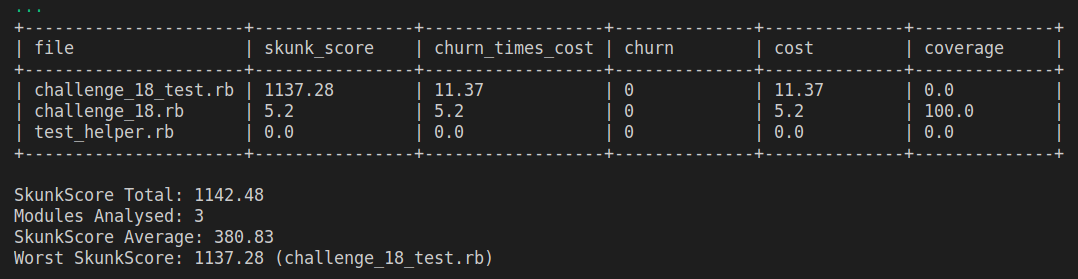 ...
+----------------------+----------------+------------------+--------------+--------------+--------------+
| file                 | skunk_score    | churn_times_cost | churn        | cost         | coverage     |
+----------------------+----------------+------------------+--------------+--------------+--------------+
| challenge_18_test.rb | 1137.28        | 11.37            | 0            | 11.37        | 0.0          |
| challenge_18.rb      | 5.2            | 5.2              | 0            | 5.2          | 100.0        |
| test_helper.rb       | 0.0            | 0.0              | 0            | 0.0          | 0.0          |
+----------------------+----------------+------------------+--------------+--------------+--------------+
SkunkScore Total: 1142.48
Modules Analysed: 3
SkunkScore Average: 380.83
Worst SkunkScore: 1137.28 (challenge_18_test.rb)